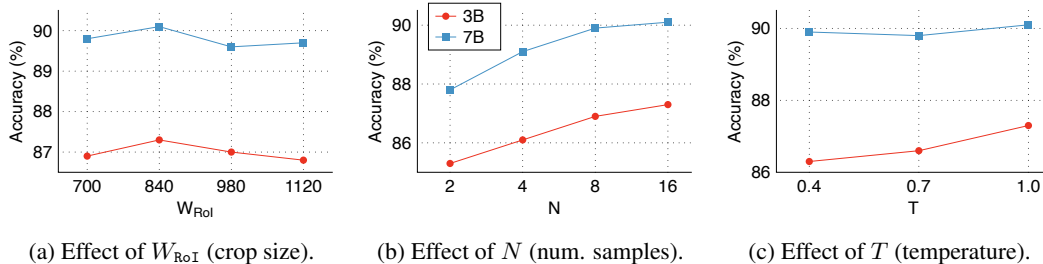 Accuracy (%)
90
89
88
87
700 840 980 1120
W_RoI
(a) Effect of W_RoI (crop size).
Accuracy (%)
90
88
86
3B
7B
2 4 8 16
N
(b) Effect of N (num. samples).
Accuracy (%)
90
88
86
0.4 0.7 1.0
T
(c) Effect of T (temperature).